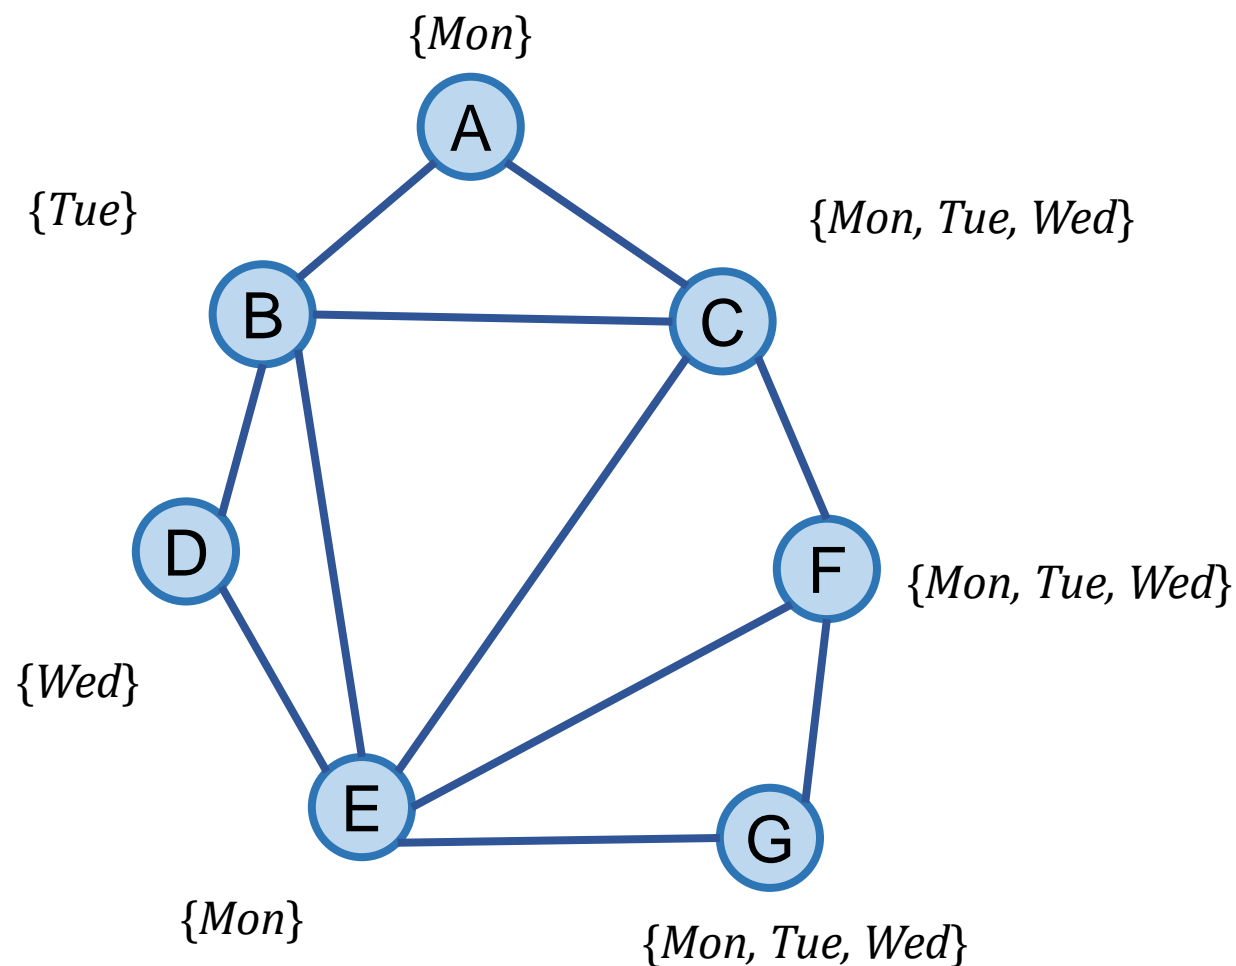 {Mon}
A
{Tue}
{Mon, Tue, Wed}
B
C
D
F
{Mon, Tue, Wed}
{Wed}
E
G
{Mon}
{Mon, Tue, Wed}